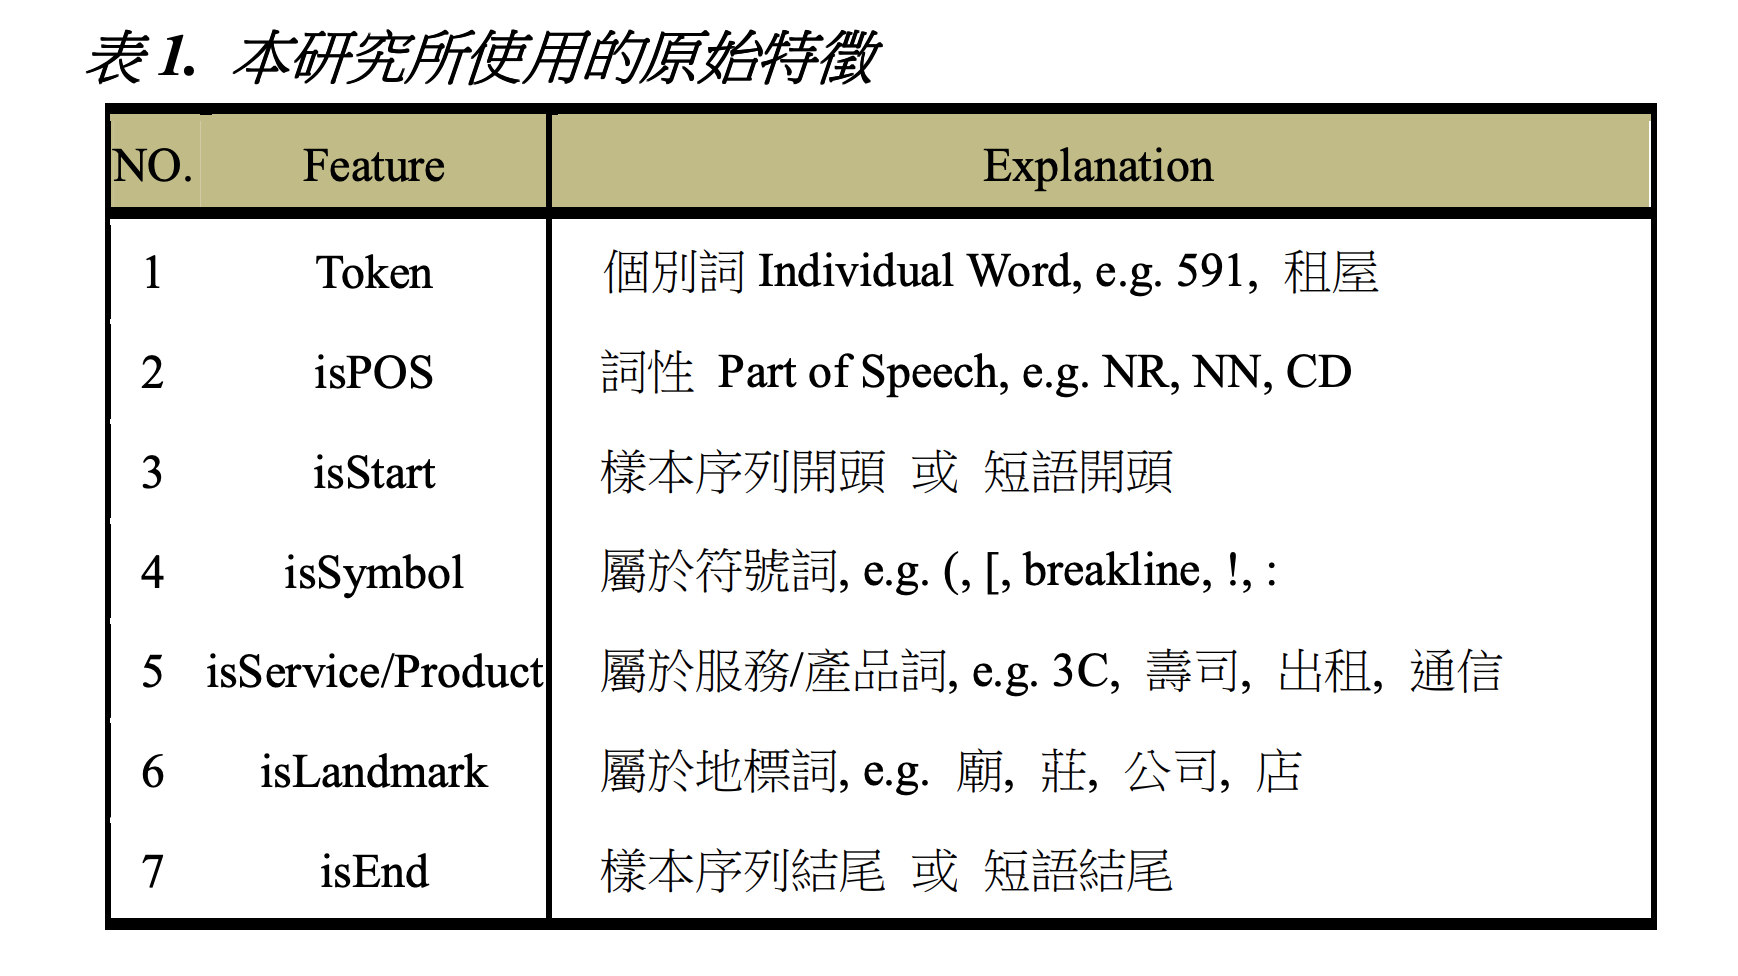 表 1. 本研究所使用的原始特徵
NO. Feature Explanation
1 Token 個別詞 Individual Word, e.g. 591, 租屋
2 isPOS 詞性 Part of Speech, e.g. NR, NN, CD
3 isStart 樣本序列開頭 或 短語開頭
4 isSymbol 屬於符號詞, e.g. (, [, breakline, !, :
5 isService/Product 屬於服務/產品詞, e.g. 3C, 壽司, 出租, 通信
6 isLandmark 屬於地標詞, e.g. 廟, 莊, 公司, 店
7 isEnd 樣本序列結尾 或 短語結尾